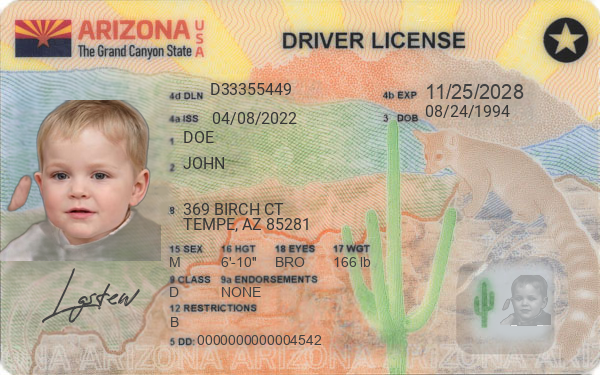 ARIZONA USA
The Grand Canyon State
DRIVER LICENSE
4d DLN D33355449
4b EXP 11/25/2028
4a ISS 04/08/2022
3 DOB 08/24/1994
1 DOE
2 JOHN
8 369 BIRCH CT
TEMPE, AZ 85281
15 SEX 16 HGT 18 EYES 17 WGT
M 6'-10" BRO 166 lb
9 CLASS 9a ENDORSEMENTS
D NONE
12 RESTRICTIONS
B
5 DD: 0000000000004542
ARIZONA ARIZONA ARIZONA ARIZONA